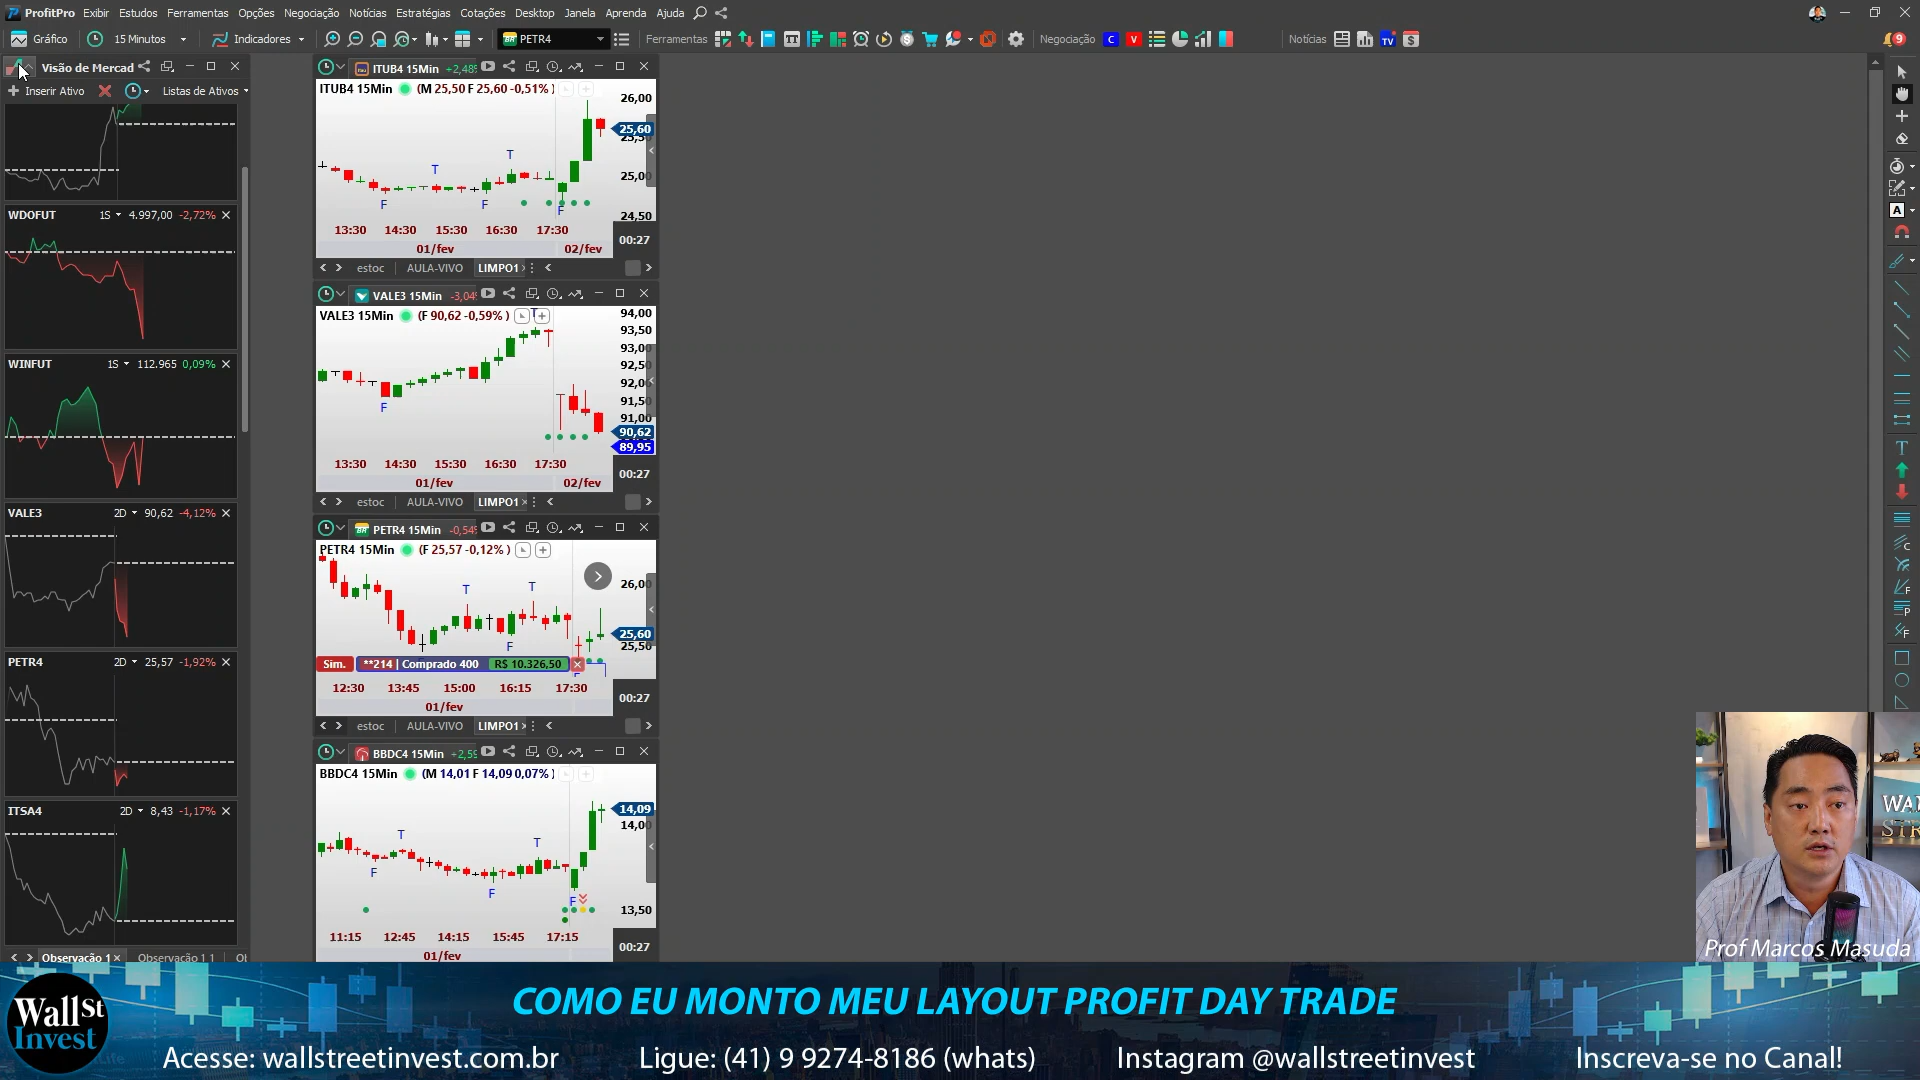 ProfitPro Exibir Estudos Ferramentas Opções Negociação Notícias Estratégias Cotações Desktop Janela Aprenda Ajuda
Gráfico 15 Minutos Indicadores PETR4 Ferramentas Negociação C V Notícias TV 9
Visão de Mercad
Inserir Ativo Listas de Ativos
WDOFUT 1S 4.997,00 -2,72%
WINFUT 1S 112.965 0,09%
VALE3 2D 90,62 -4,12%
PETR4 2D 25,57 -1,92%
ITSA4 2D 8,43 -1,17%
Observação 1 Observação 1 1
ITUB4 15Min
ITUB4 15Min (M 25,50 F 25,60 -0,51% )
26,00
25,60
T T
25,00
F F F
24,50
13:30 14:30 15:30 16:30 17:30
00:27
01/fev 02/fev
estoc AULA-VIVO LIMPO1
VALE3 15Min
VALE3 15Min (F 90,62 -0,59% )
94,00
93,50
93,00
92,50
92,00
91,50
F
91,00
90,62
89,95
13:30 14:30 15:30 16:30 17:30
00:27
01/fev 02/fev
estoc AULA-VIVO LIMPO1
PETR4 15Min
PETR4 15Min (F 25,57 -0,12% )
26,00
T T
25,60
F 25,50
Sim. **214 | Comprado 400 R$ 10.326,50
12:30 13:45 15:00 16:15 17:30
00:27
01/fev
estoc AULA-VIVO LIMPO1
BBDC4 15Min
BBDC4 15Min (M 14,01 F 14,09 0,07% )
14,09
14,00
T T
F F F
13,50
11:15 12:45 14:15 15:45 17:15
00:27
01/fev
Prof Marcos Masuda
COMO EU MONTO MEU LAYOUT PROFIT DAY TRADE
Wall St
Invest
Acesse: wallstreetinvest.com.br Ligue: (41) 9 9274-8186 (whats) Instagram @wallstreetinvest Inscreva-se no Canal!